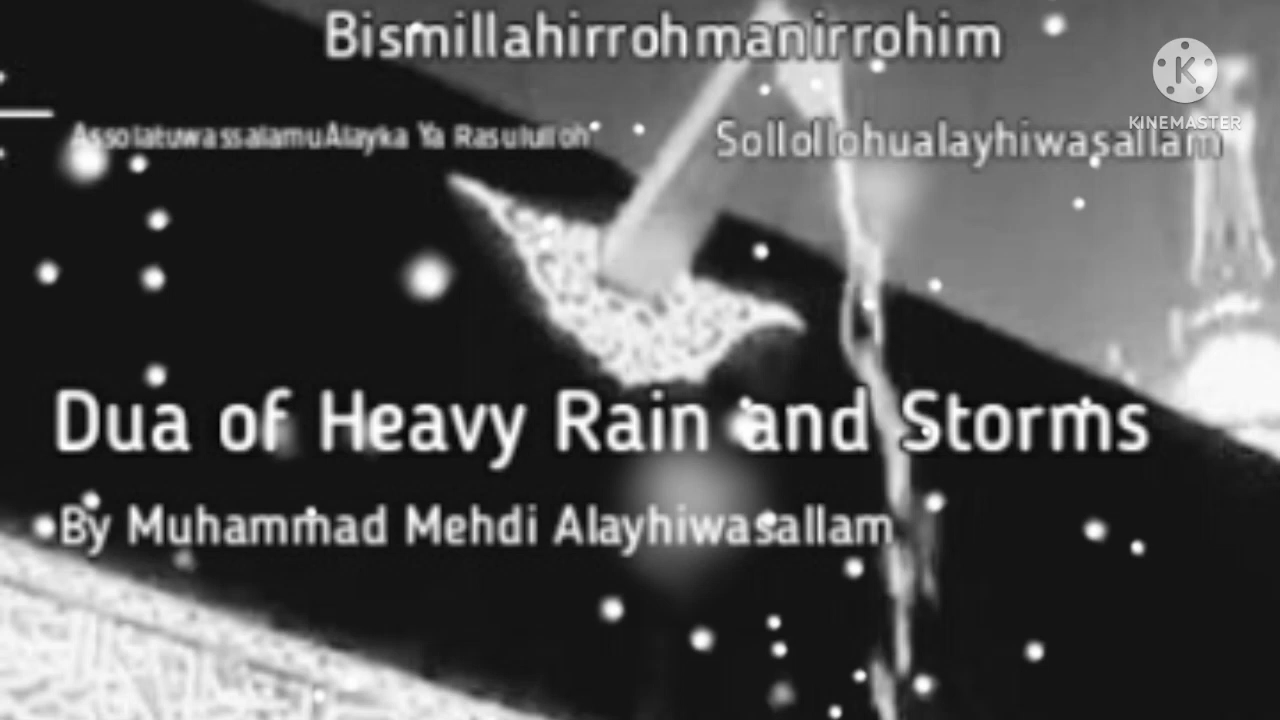 Bismillahirrohmanirrohim
AssolatuwassalamuAlayka Ya Rasululloh
Sollollohualayhiwasallam
KINEMASTER
Dua of Heavy Rain and Storms
By Muhammad Mehdi Alayhiwasallam